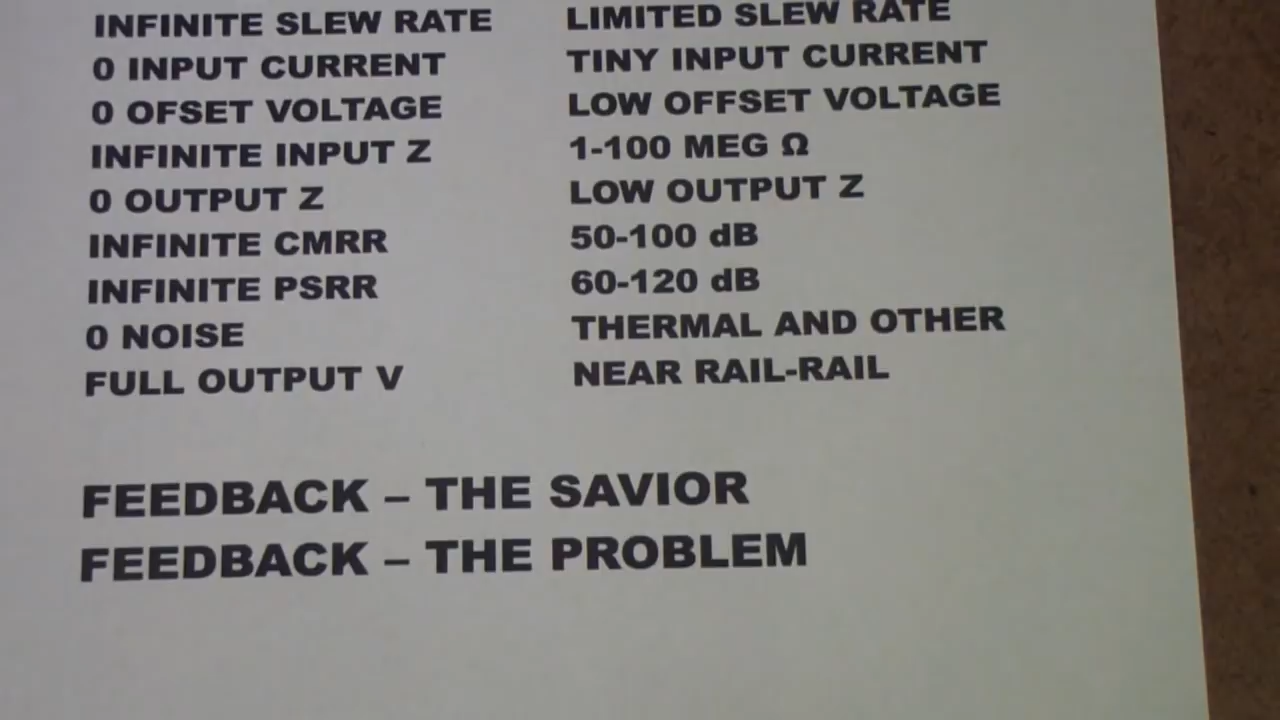 INFINITE SLEW RATE LIMITED SLEW RATE
0 INPUT CURRENT TINY INPUT CURRENT
0 OFSET VOLTAGE LOW OFFSET VOLTAGE
INFINITE INPUT Z 1-100 MEG Ω
0 OUTPUT Z LOW OUTPUT Z
INFINITE CMRR 50-100 dB
INFINITE PSRR 60-120 dB
0 NOISE THERMAL AND OTHER
FULL OUTPUT V NEAR RAIL-RAIL
FEEDBACK – THE SAVIOR
FEEDBACK – THE PROBLEM